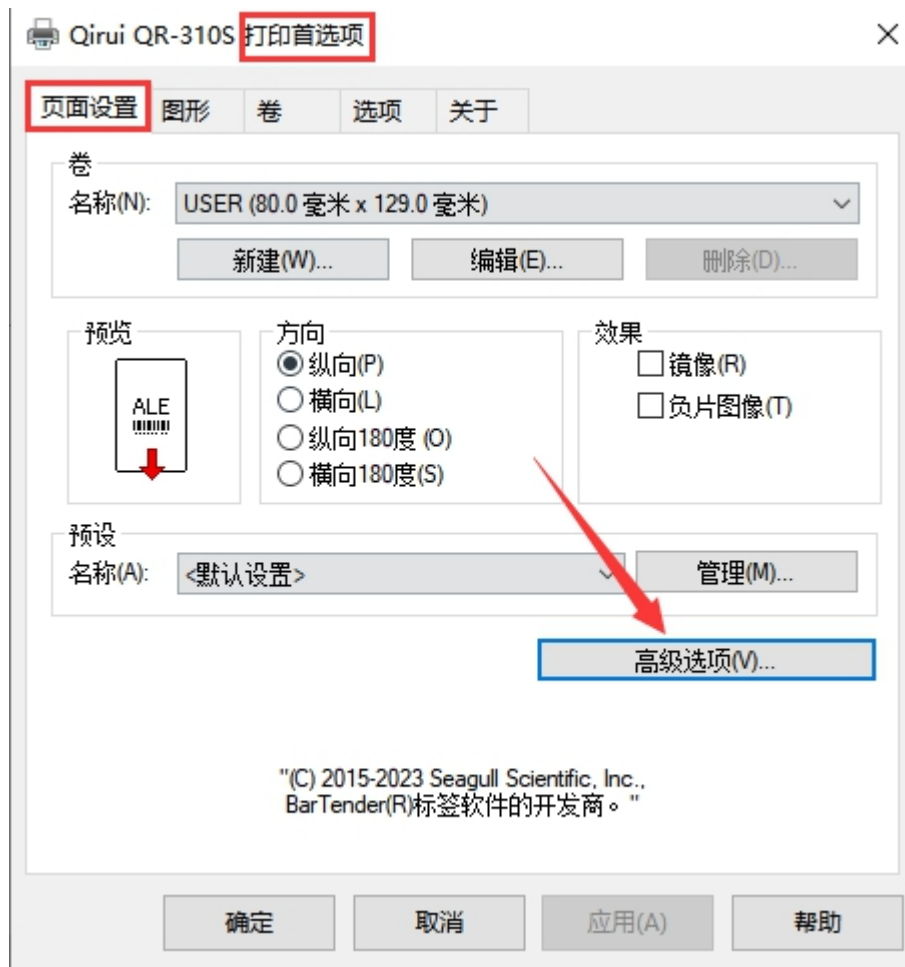 Qirui QR-310S 打印首选项
页面设置 图形 卷 选项 关于
卷
名称(N): USER (80.0 毫米 x 129.0 毫米)
新建(W)... 编辑(E)... 删除(D)...
预览 方向 效果
纵向(P) 镜像(R)
ALE 横向(L) 负片图像(T)
纵向180度 (O)
横向180度(S)
预设
名称(A): <默认设置> 管理(M)...
高级选项(V)...
"(C) 2015-2023 Seagull Scientific, Inc.,
BarTender(R)标签软件的开发商。"
确定 取消 应用(A) 帮助